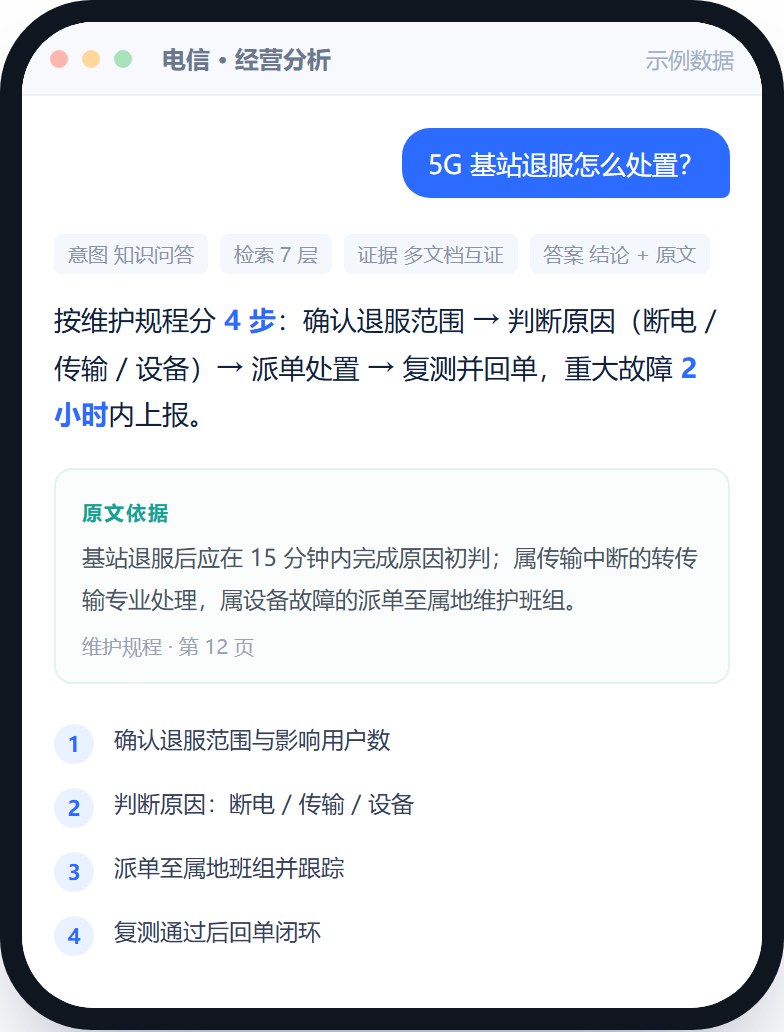 电信 · 经营分析
示例数据
5G 基站退服怎么处置？
意图 知识问答
检索 7 层
证据 多文档互证
答案 结论 + 原文
按维护规程分 4 步：确认退服范围 → 判断原因（断电 /
传输 / 设备）→ 派单处置 → 复测并回单，重大故障 2
小时内上报。
原文依据
基站退服后应在 15 分钟内完成原因初判；属传输中断的转传
输专业处理，属设备故障的派单至属地维护班组。
维护规程 · 第 12 页
1 确认退服范围与影响用户数
2 判断原因：断电 / 传输 / 设备
3 派单至属地班组并跟踪
4 复测通过后回单闭环